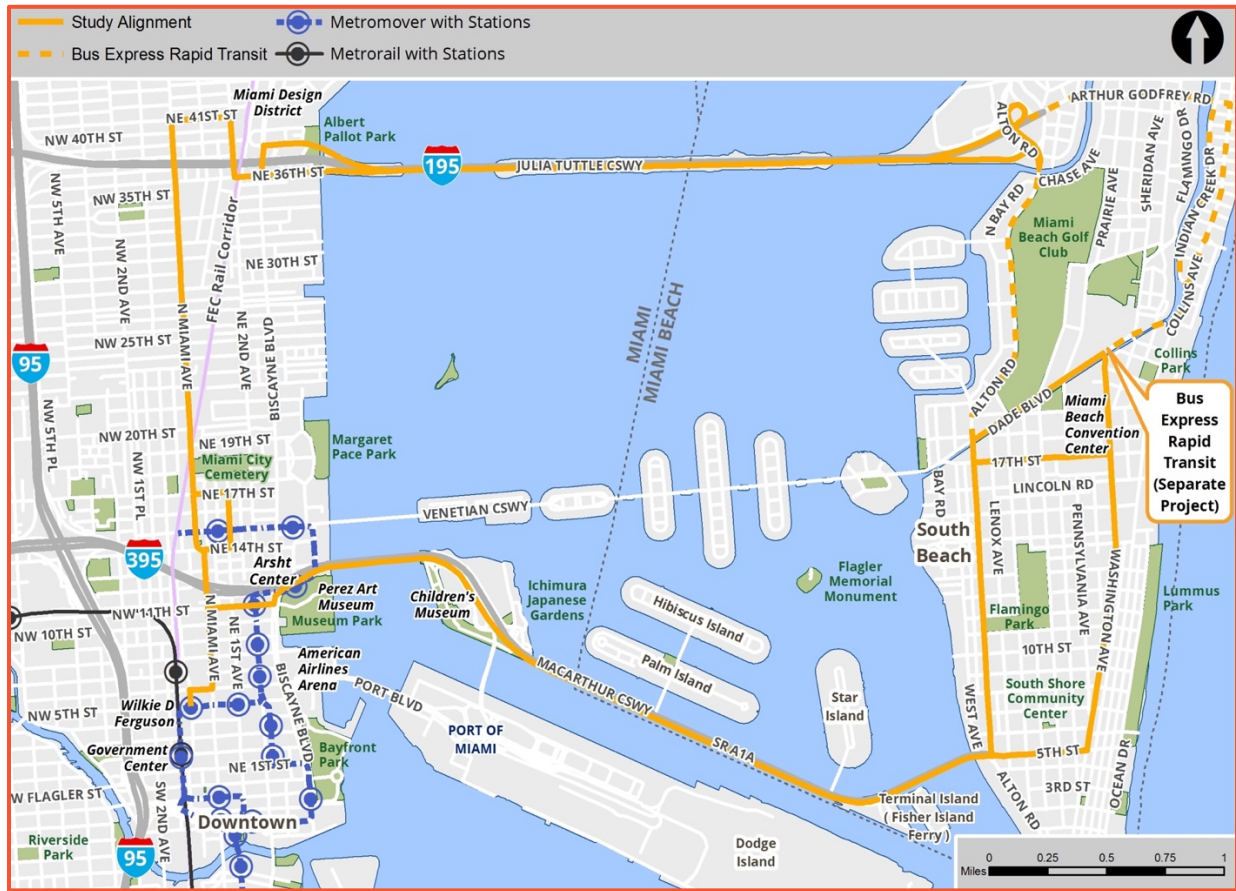 Study Alignment
Metromover with Stations
Bus Express Rapid Transit
Metrorail with Stations
Miami Design
District
NE 41ST ST
NW 40TH ST
Albert
Pallot Park
ARTHUR GODFREY RD
ALTON RD
195
JULIA TUTTLE CSWY
NE 36TH ST
CHASE AVE
FLAMINGO DR
SHERIDAN AVE
INDIAN CREEK DR
PRAIRIE AVE
N BAY RD
NW 5TH AVE
NW 35TH ST
FEC Rail Corridor
Miami
Beach Golf
Club
NW 2ND AVE
NE 30TH ST
N MIAMI AVE
NE 2ND AVE
BISCAYNE BLVD
COLLINS AVE
MIAMI
MIAMI BEACH
NW 25TH ST
95
Collins
Park
ALTON RD
DADE BLVD
NW 5TH PL
Bus
Express
Rapid
Transit
(Separate
Project)
Miami
Beach
Convention
Center
NW 20TH ST
NE 19TH ST
Margaret
Pace Park
Miami City
Cemetery
NW 1ST PL
17TH ST
NE 17TH ST
BAY RD
LINCOLN RD
VENETIAN CSWY
South
Beach
LENOX AVE
PENNSYLVANIA AVE
WASHINGTON AVE
NE 14TH ST
395
Arsht
Center
Perez Art
Museum
Museum Park
Children's
Museum
Ichimura
Japanese
Gardens
Flagler
Memorial
Monument
Hibiscus Island
Flamingo
Park
Lummus
Park
NW 11TH ST
NW 10TH ST
N MIAMI AVE
NE 1ST AVE
10TH ST
American
Airlines
Arena
MACARTHUR CSWY
Palm Island
PORT BLVD
BISCAYNE BLVD
South Shore
Community
Center
Wilkie D
Ferguson
NW 5TH ST
Star
Island
WEST AVE
PORT OF
MIAMI
SR A1A
5TH ST
Government
Center
Bayfront
Park
NE 1ST ST
OCEAN DR
3RD ST
ALTON RD
W FLAGLER ST
SW 2ND AVE
Terminal Island
( Fisher Island
Ferry )
Downtown
Riverside
Park
95
Dodge
Island
0 0.25 0.5 0.75 1
Miles